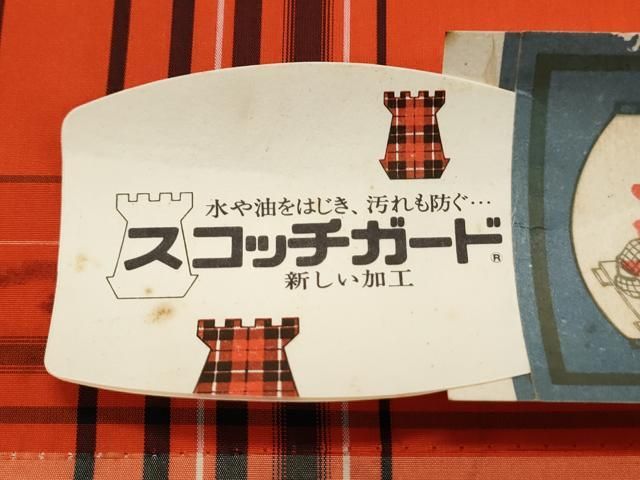 水や油をはじき、汚れも防ぐ…
スコッチガード®
新しい加工